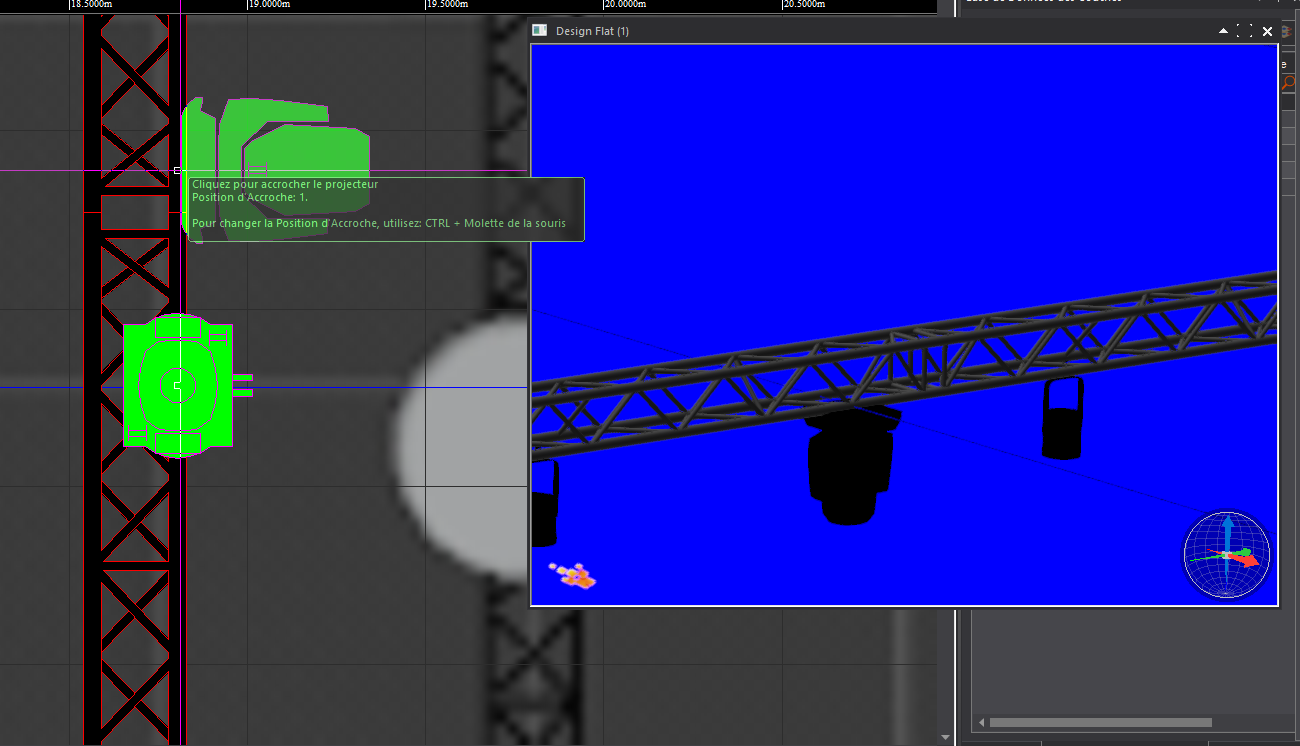 18.5000m
19.0000m
19.5000m
20.0000m
20.5000m
Design Flat (1)
Cliquez pour accrocher le projecteur
Position d'Accroche: 1.
Pour changer la Position d'Accroche, utilisez: CTRL + Molette de la souris
e